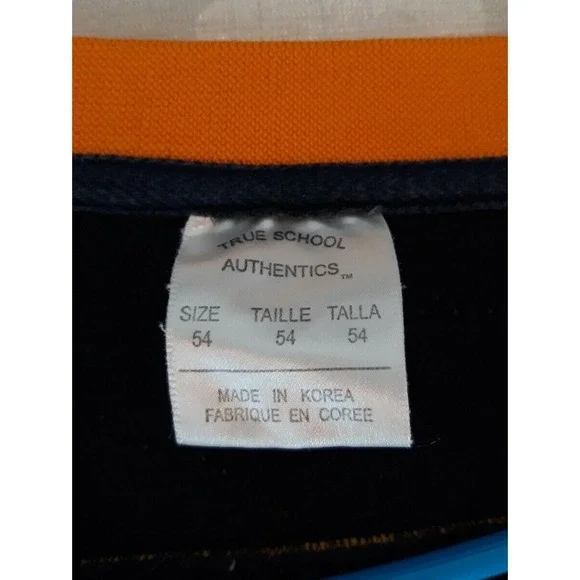 TRUE SCHOOL
AUTHENTICS™
SIZE TAILLE TALLA
54 54 54
MADE IN KOREA
FABRIQUE EN COREE